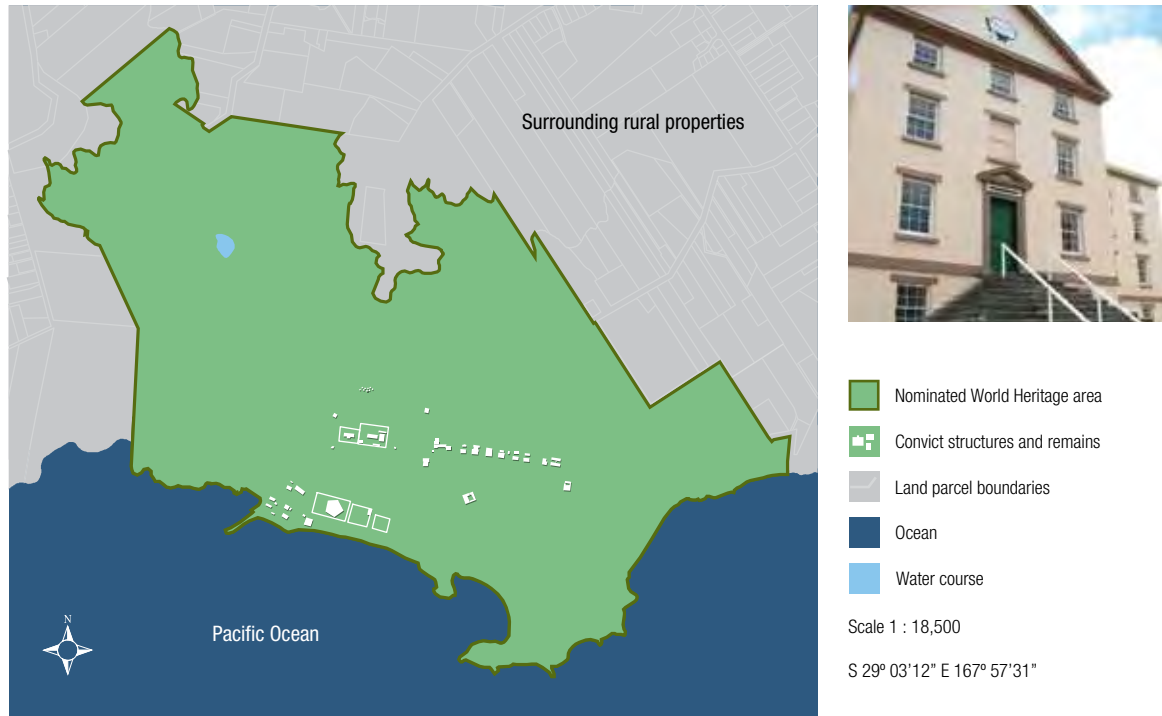 Surrounding rural properties
Pacific Ocean
N
Nominated World Heritage area
Convict structures and remains
Land parcel boundaries
Ocean
Water course
Scale 1 : 18,500
S 29º 03’12” E 167º 57’31”